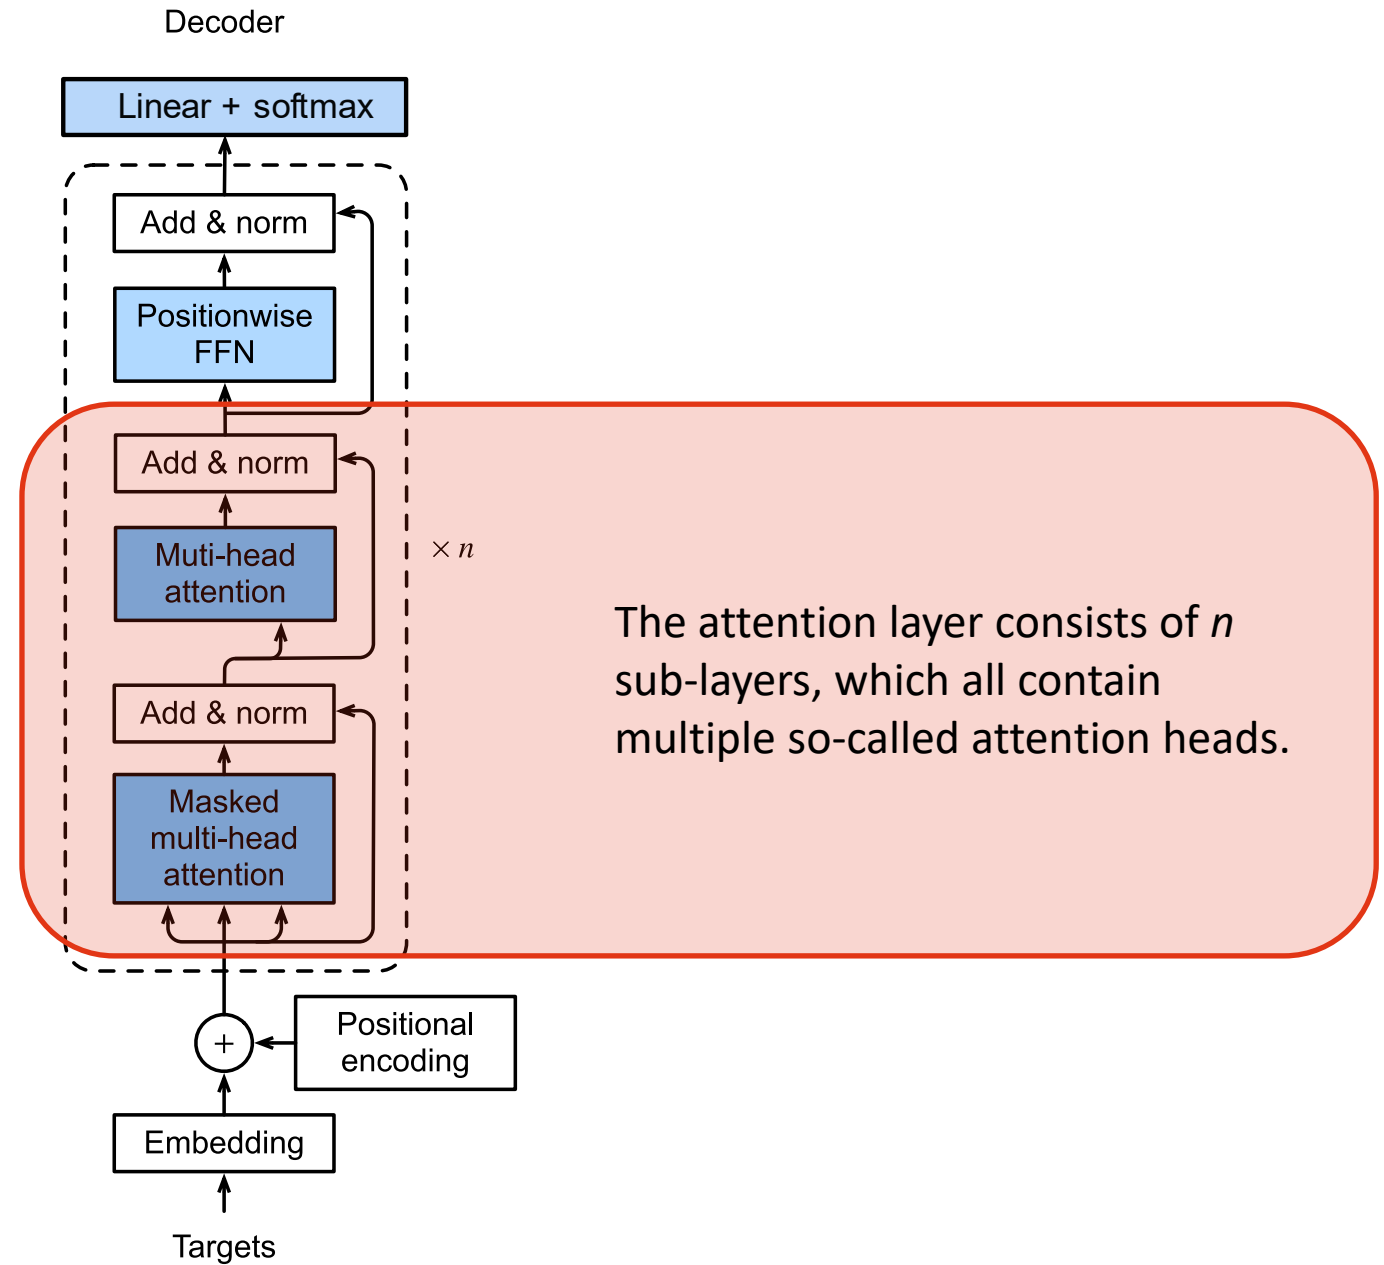 Decoder
Linear + softmax
Add & norm
Positionwise
FFN
Add & norm
Muti-head
attention
× n
The attention layer consists of n
sub-layers, which all contain
multiple so-called attention heads.
Add & norm
Masked
multi-head
attention
+
Positional
encoding
Embedding
Targets